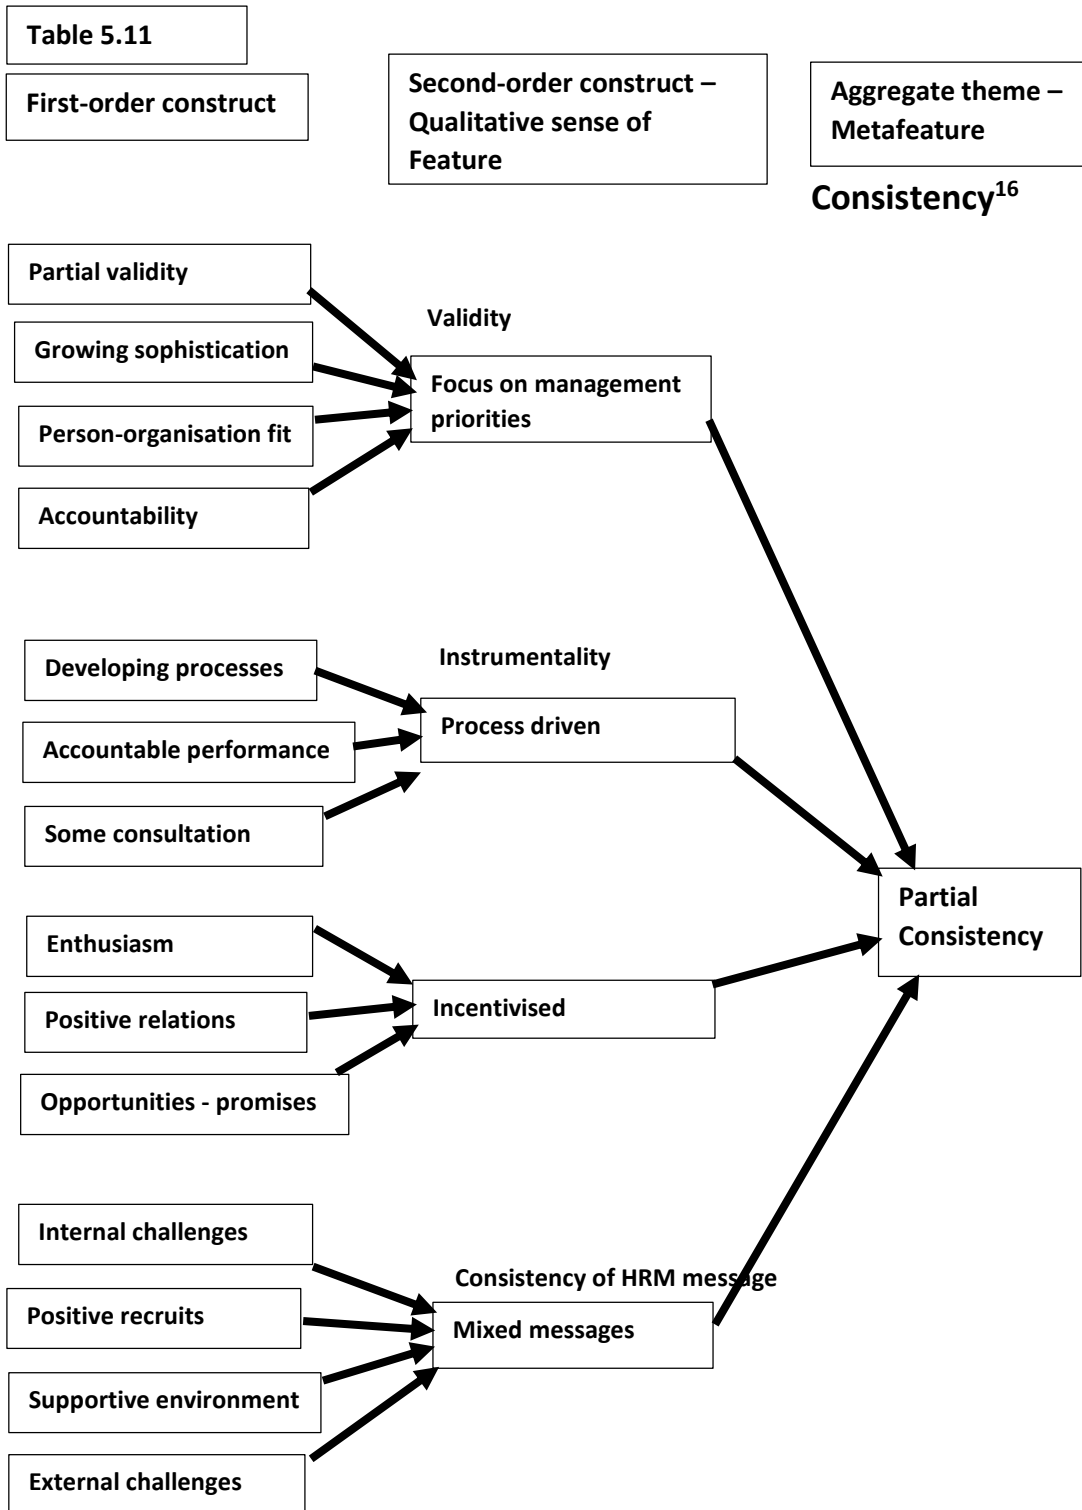 Table 5.11
First-order construct
Second-order construct –
Qualitative sense of
Feature
Aggregate theme –
Metafeature
Consistency16
Partial validity
Growing sophistication
Person-organisation fit
Accountability
Validity
Focus on management
priorities
Developing processes
Accountable performance
Some consultation
Instrumentality
Process driven
Enthusiasm
Positive relations
Opportunities - promises
Incentivised
Partial
Consistency
Internal challenges
Positive recruits
Supportive environment
External challenges
Consistency of HRM message
Mixed messages